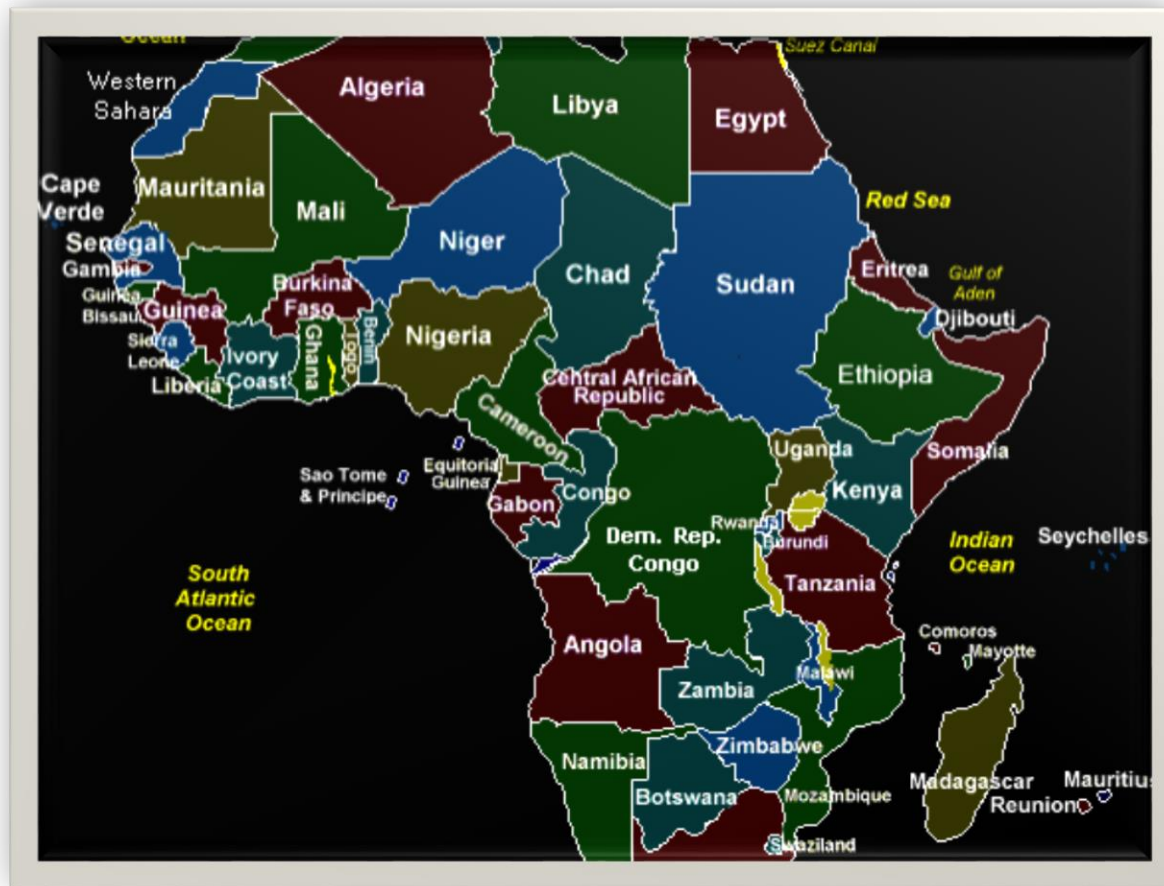 Ocean
Suez Canal
Western
Sahara
Algeria
Libya
Egypt
Cape
Verde
Mauritania
Mali
Niger
Chad
Sudan
Red Sea
Senegal
Gambia
Guinea
Bissau
Guinea
Burkina
Faso
Eritrea
Gulf of
Aden
Djibouti
Sierra
Leone
Liberia
Ivory
Coast
Ghana
Togo
Benin
Nigeria
Central African
Republic
Ethiopia
Cameroon
Somalia
Uganda
Kenya
Sao Tome
& Principe
Equitorial
Guinea
Gabon
Congo
Rwanda
Burundi
Dem. Rep.
Congo
Tanzania
Indian
Ocean
Seychelles
South
Atlantic
Ocean
Angola
Comoros
Mayotte
Zambia
Malawi
Namibia
Zimbabwe
Botswana
Mozambique
Madagascar
Mauritiu
Reunion
Swaziland